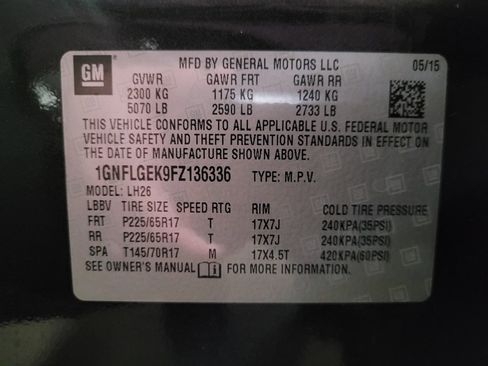 GM
MFD BY GENERAL MOTORS LLC 05/15
GVWR GAWR FRT GAWR RR
2300 KG 1175 KG 1240 KG
5070 LB 2590 LB 2733 LB
THIS VEHICLE CONFORMS TO ALL APPLICABLE U.S. FEDERAL MOTOR
VEHICLE SAFETY AND THEFT PREVENTION STANDARDS IN EFFECT ON
THE DATE OF MANUFACTURE SHOWN ABOVE.
1GNFLGEK9FZ136336 TYPE: M.P.V.
MODEL: LH26
LBBV TIRE SIZE SPEED RTG RIM COLD TIRE PRESSURE
FRT P225/65R17 T 17X7J 240KPA(35PSI)
RR P225/65R17 T 17X7J 240KPA(35PSI)
SPA T145/70R17 M 17X4.5T 420KPA(60PSI)
SEE OWNER'S MANUAL FOR MORE INFORMATION.